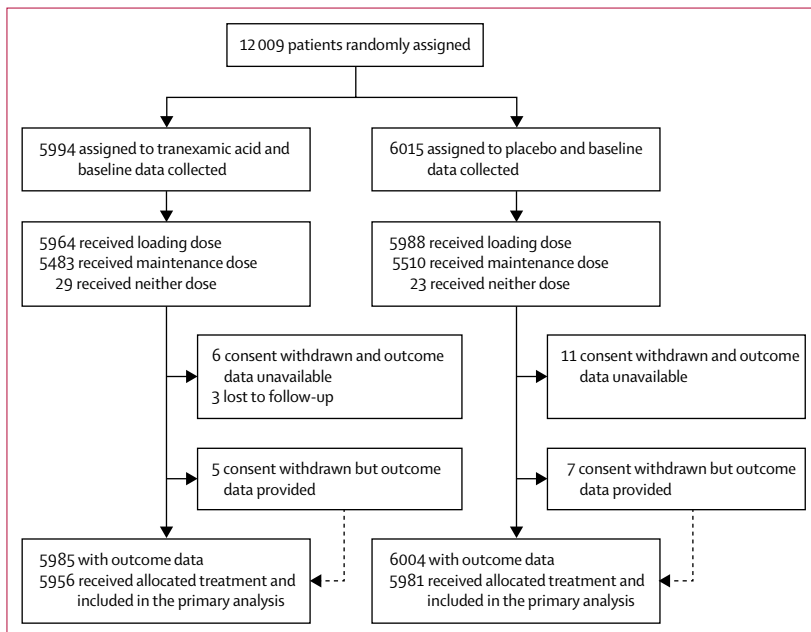 12 009 patients randomly assigned
5994 assigned to tranexamic acid and
baseline data collected
6015 assigned to placebo and baseline
data collected
5964 received loading dose
5483 received maintenance dose
29 received neither dose
5988 received loading dose
5510 received maintenance dose
23 received neither dose
6 consent withdrawn and outcome
data unavailable
3 lost to follow-up
11 consent withdrawn and outcome
data unavailable
5 consent withdrawn but outcome
data provided
7 consent withdrawn but outcome
data provided
5985 with outcome data
5956 received allocated treatment and
included in the primary analysis
6004 with outcome data
5981 received allocated treatment and
included in the primary analysis